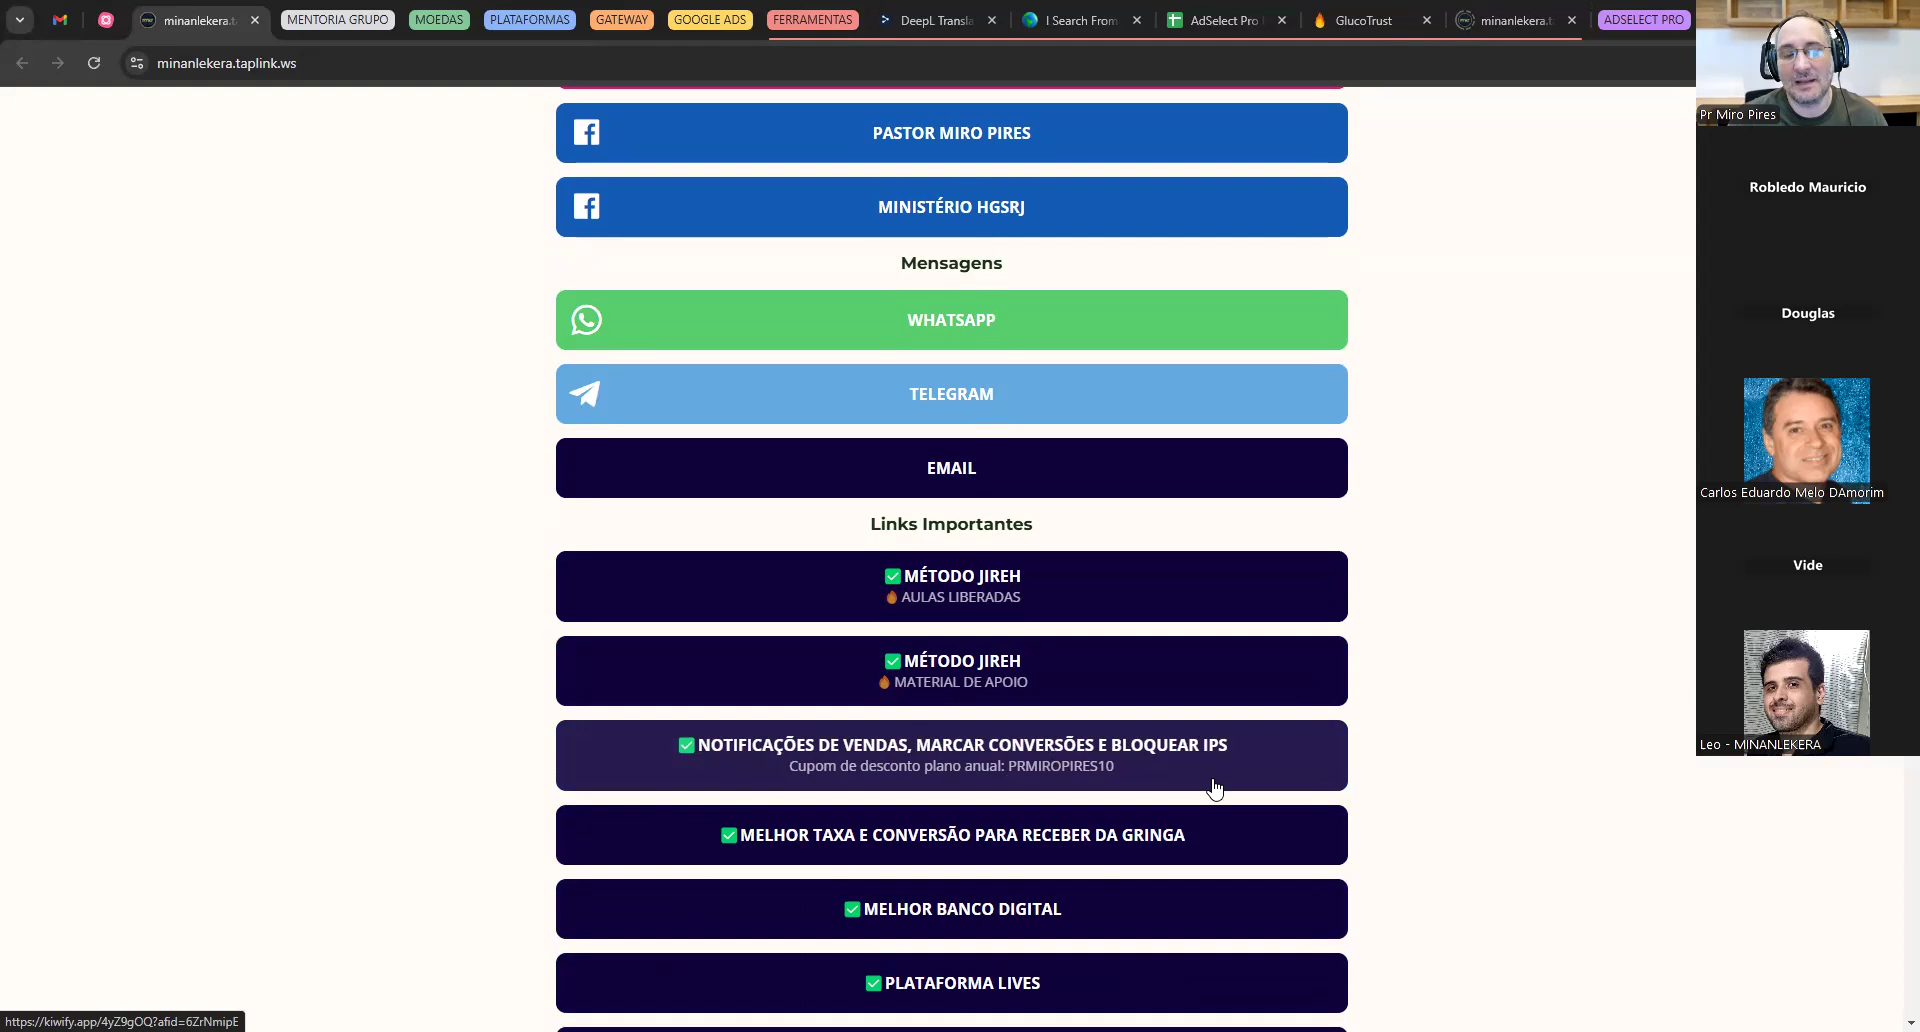 minanlekera.t
MENTORIA GRUPO
MOEDAS
PLATAFORMAS
GATEWAY
GOOGLE ADS
FERRAMENTAS
DeepL Transla
I Search From
AdSelect Pro
GlucoTrust
minanlekera.t
ADSELECT PRO
minanlekera.taplink.ws
PASTOR MIRO PIRES
MINISTÉRIO HGSRJ
Mensagens
WHATSAPP
TELEGRAM
EMAIL
Links Importantes
✅ MÉTODO JIREH
🔥 AULAS LIBERADAS
✅ MÉTODO JIREH
🔥 MATERIAL DE APOIO
✅ NOTIFICAÇÕES DE VENDAS, MARCAR CONVERSÕES E BLOQUEAR IPS
Cupom de desconto plano anual: PRMIROPIRES10
✅ MELHOR TAXA E CONVERSÃO PARA RECEBER DA GRINGA
✅ MELHOR BANCO DIGITAL
✅ PLATAFORMA LIVES
https://kiwify.app/4yZ9gOQ?afid=6ZrNmipE
Pr Miro Pires
Robledo Mauricio
Douglas
Carlos Eduardo Melo DAmorim
Vide
Leo - MINANLEKERA